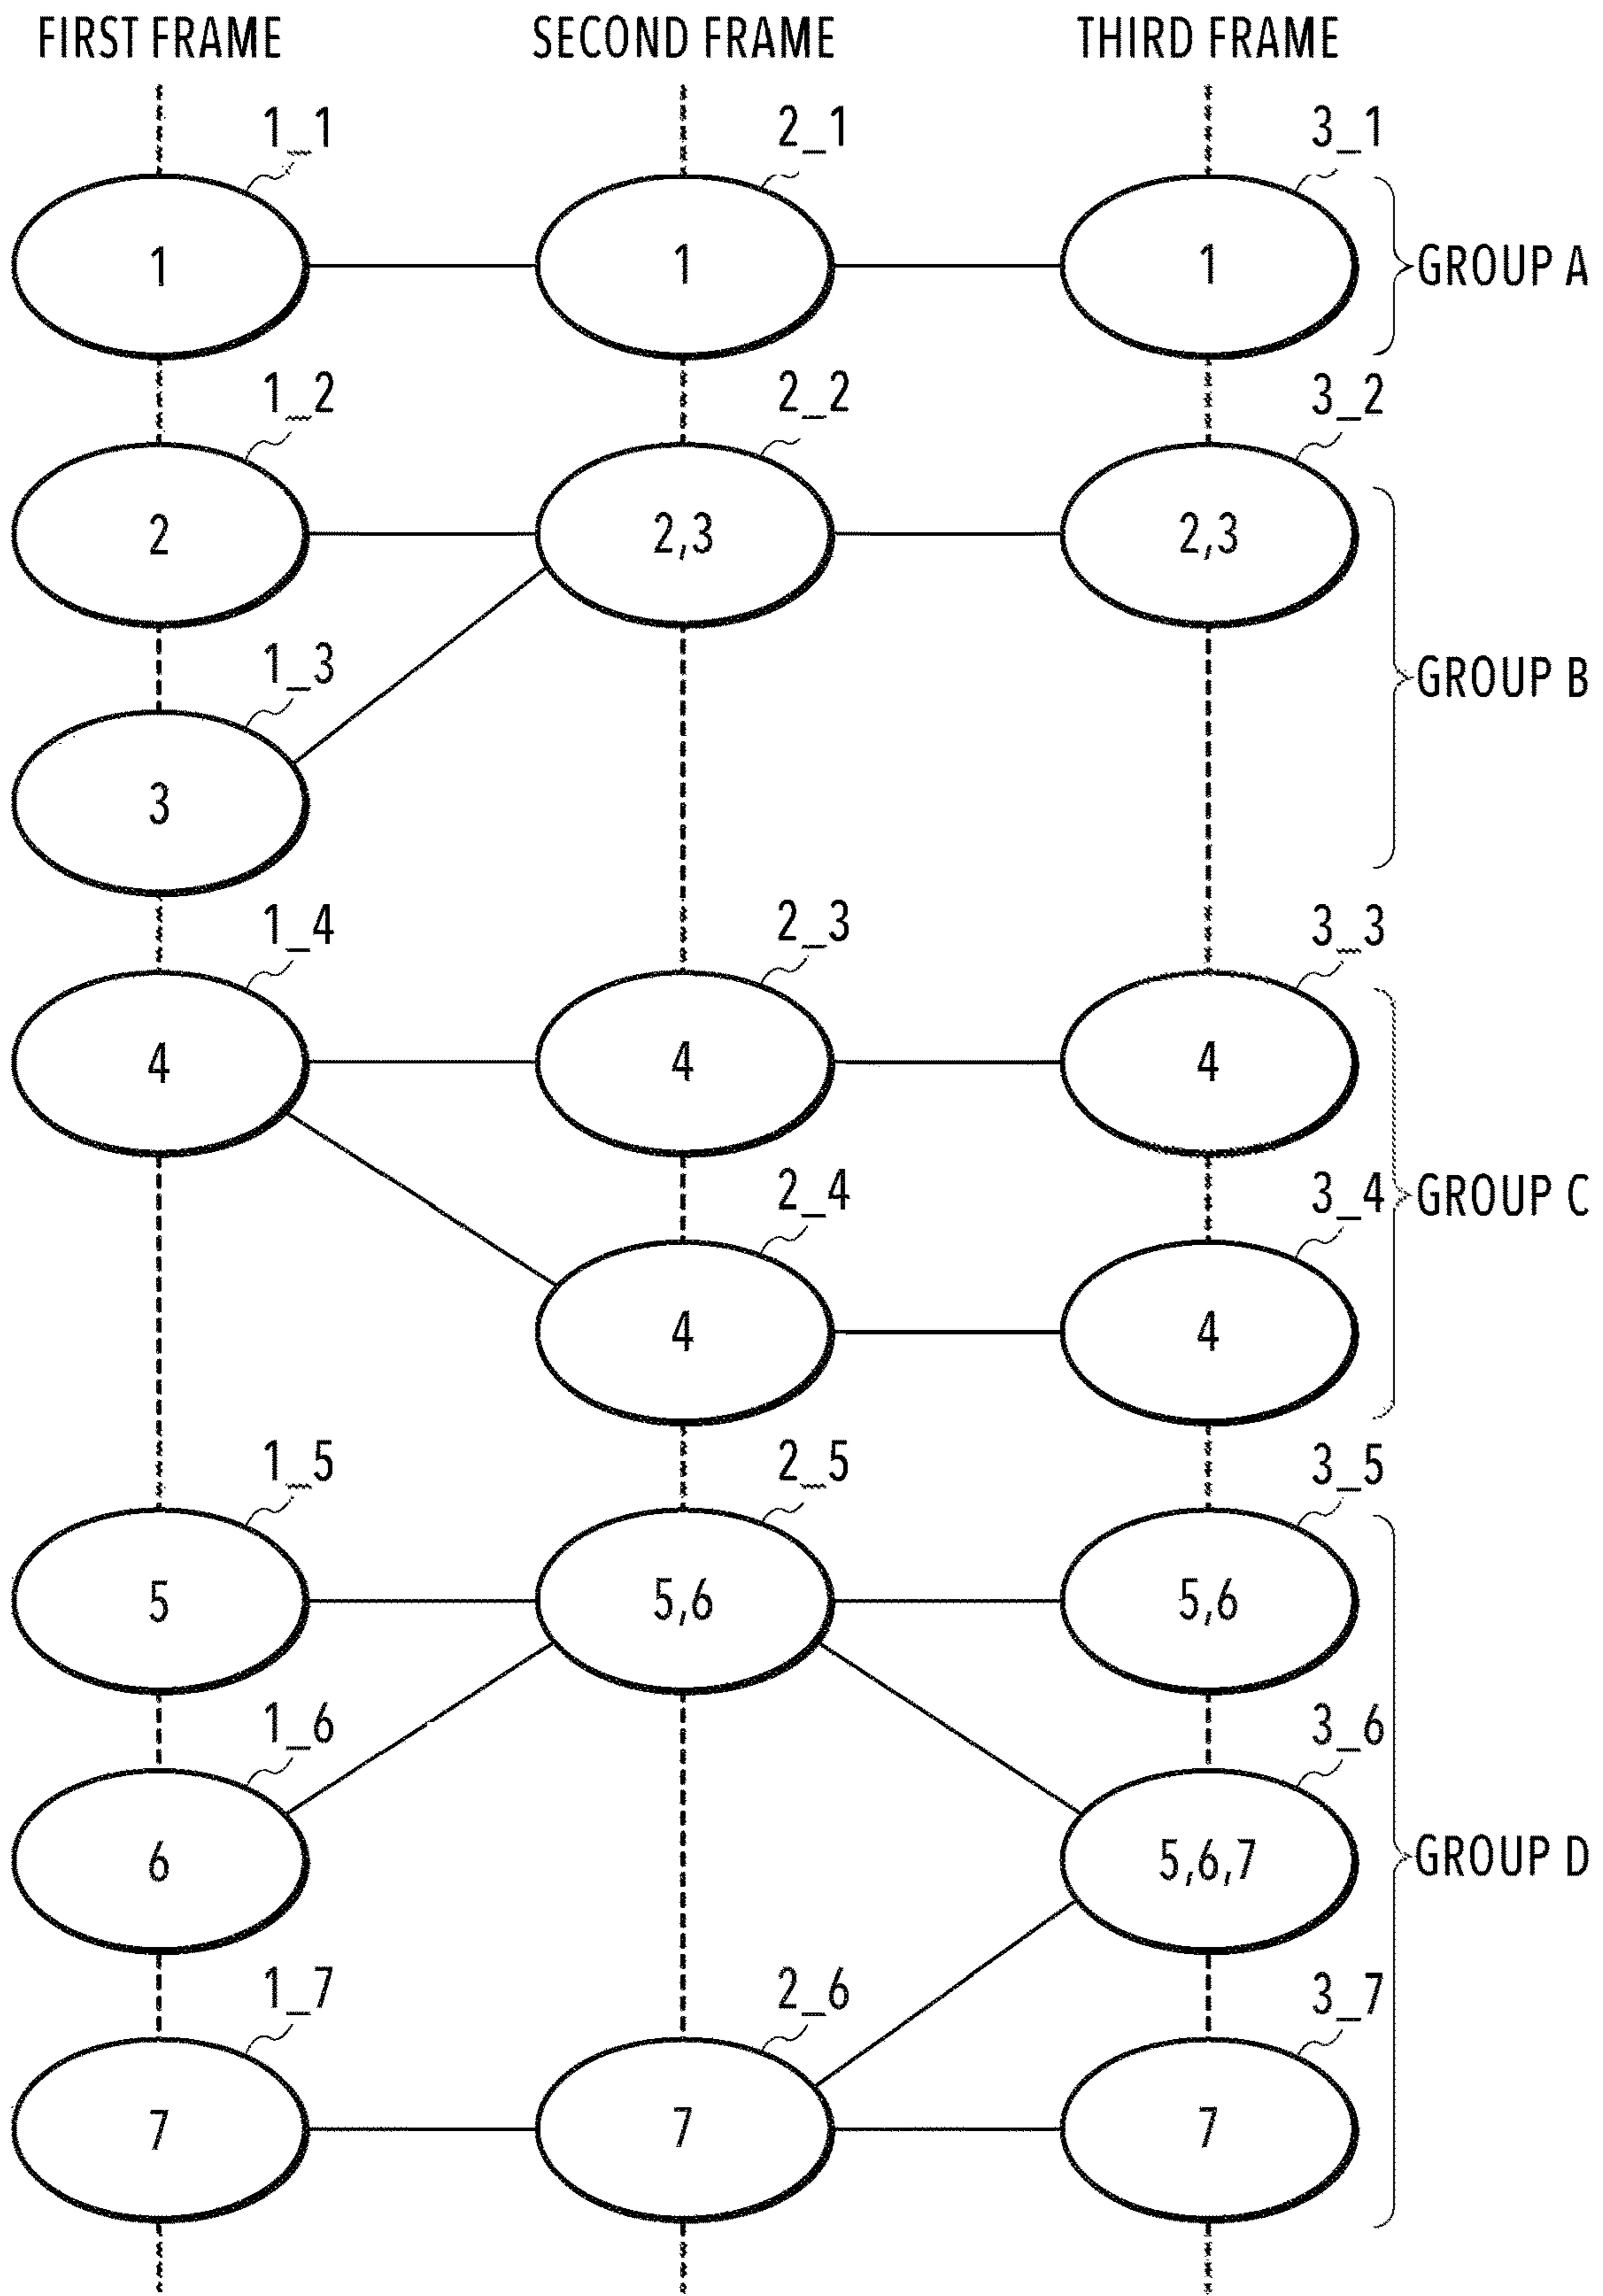 FIRST FRAME SECOND FRAME THIRD FRAME
1_1 2_1 3_1
1 1 1 GROUP A
1_2 2_2 3_2
2 2,3 2,3
1_3 GROUP B
3
1_4 2_3 3_3
4 4 4
2_4 3_4 GROUP C
4 4
1_5 2_5 3_5
5 5,6 5,6
1_6 3_6
6 5,6,7 GROUP D
1_7 2_6 3_7
7 7 7